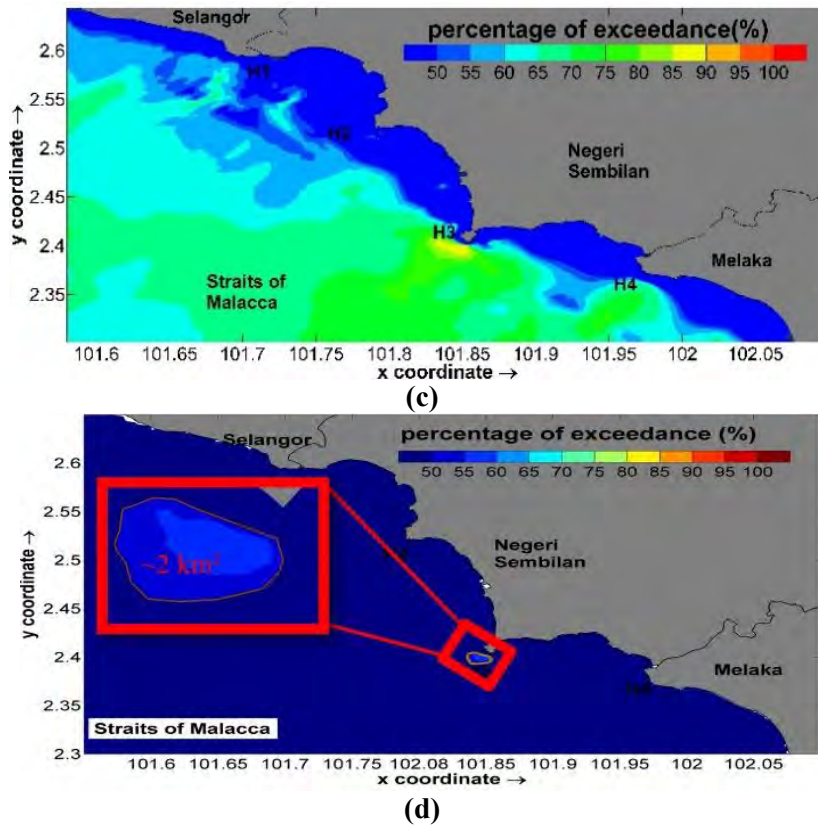 Selangor
percentage of exceedance(%)
50 55 60 65 70 75 80 85 90 95 100
H1
H2
H3
H4
Negeri
Sembilan
Melaka
Straits of
Malacca
y coordinate →
2.6
2.55
2.5
2.45
2.4
2.35
101.6 101.65 101.7 101.75 101.8 101.85 101.9 101.95 102 102.05
x coordinate →
(c)
Selangor
percentage of exceedance (%)
50 55 60 65 70 75 80 85 90 95 100
~2 km²
Negeri
Sembilan
Melaka
Straits of Malacca
y coordinate →
2.6
2.55
2.5
2.45
2.4
2.35
2.3
101.6 101.65 101.7 101.75 102.08 101.85 101.9 101.95 102 102.05
x coordinate →
(d)